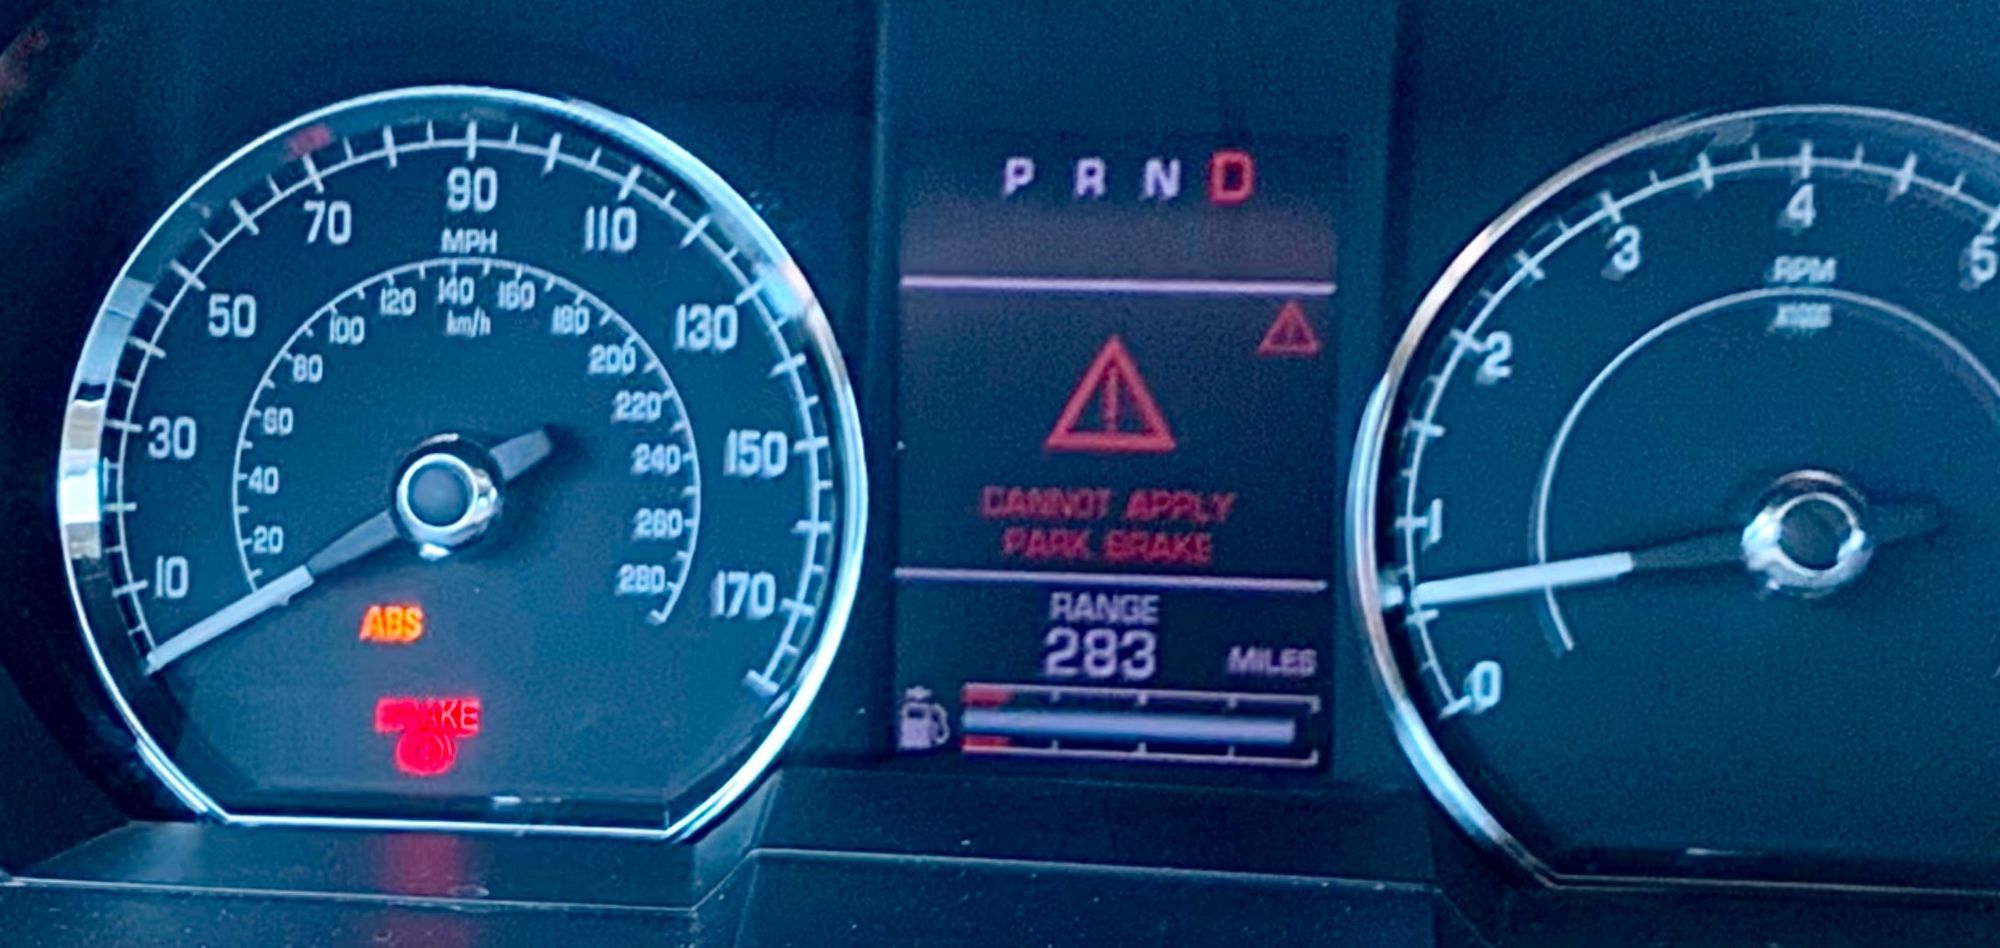 90
70
110
MPH
50
130
120
140
160
100
km/h
180
80
200
30
60
220
150
40
240
20
260
10
280
170
ABS
BRAKE
P R N D
CANNOT APPLY
PARK BRAKE
RANGE
283 MILES
4
3
5
RPM
X1000
2
1
0